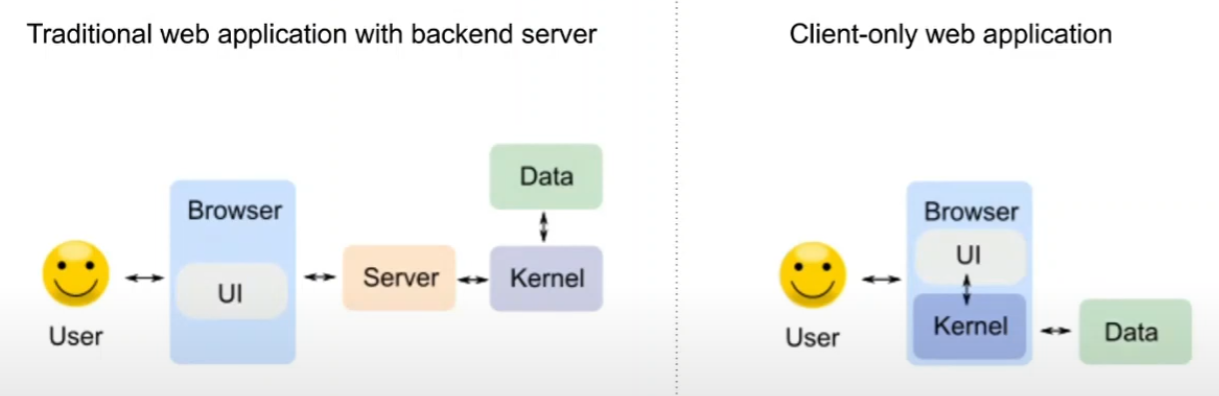 Traditional web application with backend server
Data
Browser
UI
Server
Kernel
User
Client-only web application
Browser
UI
Kernel
Data
User